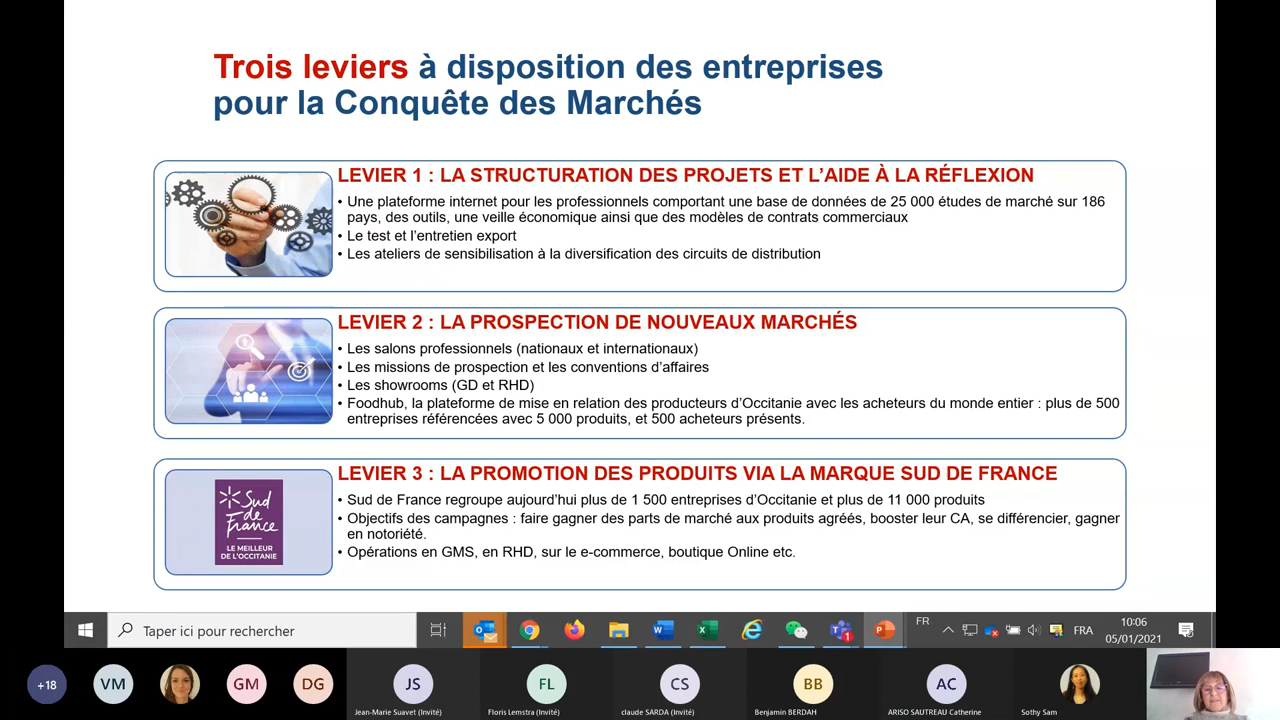 Trois leviers à disposition des entreprises
pour la Conquête des Marchés
LEVIER 1 : LA STRUCTURATION DES PROJETS ET L’AIDE À LA RÉFLEXION
• Une plateforme internet pour les professionnels comportant une base de données de 25 000 études de marché sur 186
pays, des outils, une veille économique ainsi que des modèles de contrats commerciaux
• Le test et l’entretien export
• Les ateliers de sensibilisation à la diversification des circuits de distribution
LEVIER 2 : LA PROSPECTION DE NOUVEAUX MARCHÉS
• Les salons professionnels (nationaux et internationaux)
• Les missions de prospection et les conventions d’affaires
• Les showrooms (GD et RHD)
• Foodhub, la plateforme de mise en relation des producteurs d’Occitanie avec les acheteurs du monde entier : plus de 500
entreprises référencées avec 5 000 produits, et 500 acheteurs présents.
LEVIER 3 : LA PROMOTION DES PRODUITS VIA LA MARQUE SUD DE FRANCE
Sud
de
France
LE MEILLEUR
DE L’OCCITANIE
• Sud de France regroupe aujourd’hui plus de 1 500 entreprises d’Occitanie et plus de 11 000 produits
• Objectifs des campagnes : faire gagner des parts de marché aux produits agréés, booster leur CA, se différencier, gagner
en notoriété.
• Opérations en GMS, en RHD, sur le e-commerce, boutique Online etc.
Taper ici pour rechercher
1
FR
FRA
10:06
05/01/2021
+18
VM
GM
DG
JS
Jean-Marie Suavet (Invité)
FL
Floris Lemstra (Invité)
CS
claude SARDA (Invité)
BB
Benjamin BERDAH
AC
ARISO SAUTREAU Catherine
Sothy Sam